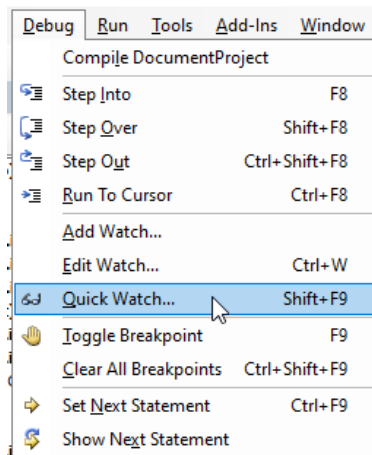 Debug Run Tools Add-Ins Window
Compile DocumentProject
Step Into F8
Step Over Shift+F8
Step Out Ctrl+Shift+F8
Run To Cursor Ctrl+F8
Add Watch...
Edit Watch... Ctrl+W
Quick Watch... Shift+F9
Toggle Breakpoint F9
Clear All Breakpoints Ctrl+Shift+F9
Set Next Statement Ctrl+F9
Show Next Statement